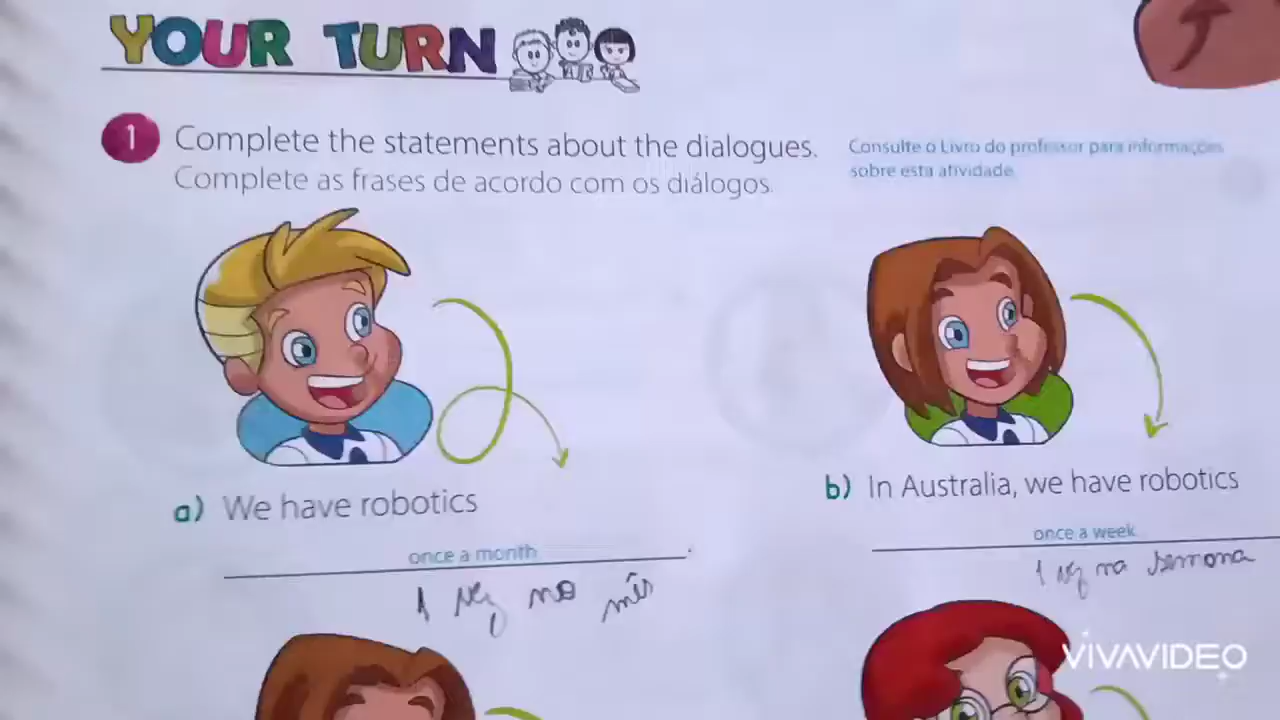 YOUR TURN
1 Complete the statements about the dialogues.
Complete as frases de acordo com os diálogos.
Consulte o Livro do professor para informações
sobre esta atividade.
a) We have robotics
once a month.
1 vez no mês
b) In Australia, we have robotics
once a week
1 vez na semana
VIVAVIDEO